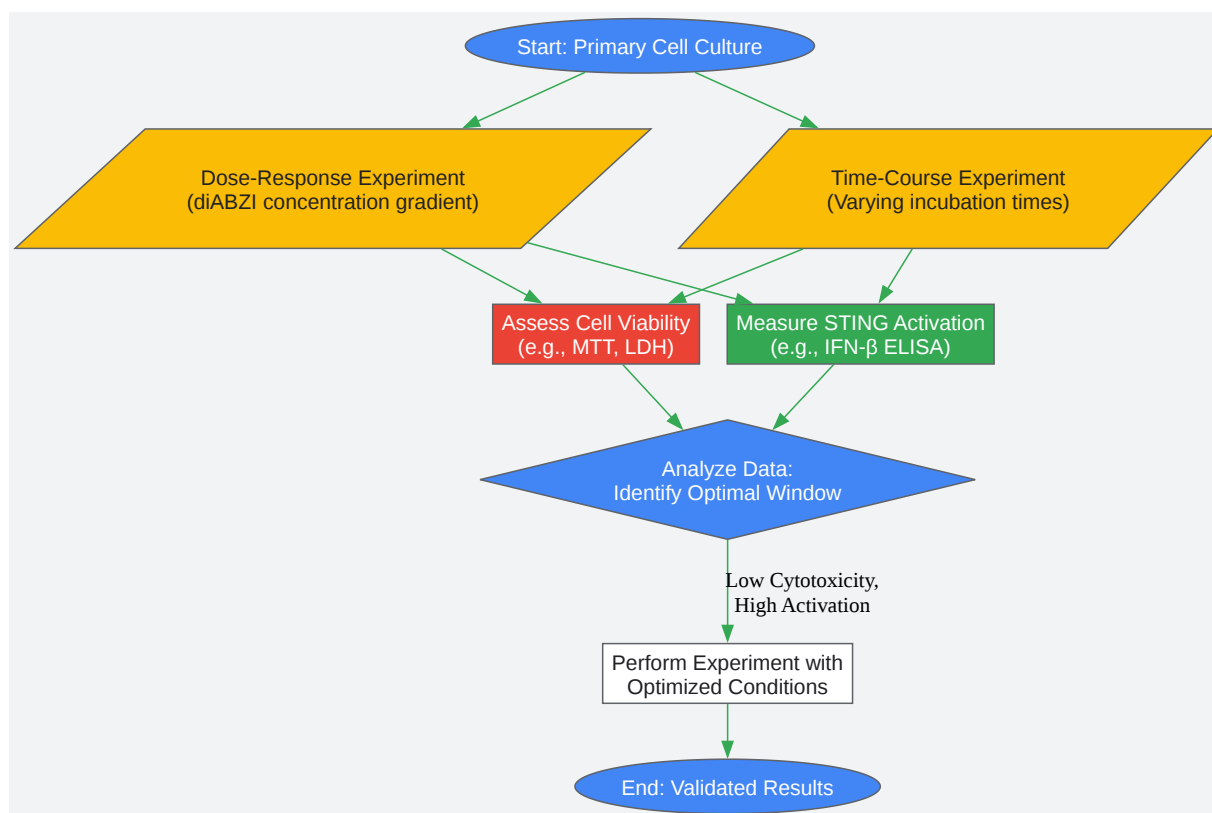 Start: Primary Cell Culture
Dose-Response Experiment
(diABZI concentration gradient)
Time-Course Experiment
(Varying incubation times)
Assess Cell Viability
(e.g., MTT, LDH)
Measure STING Activation
(e.g., IFN-β ELISA)
Analyze Data:
Identify Optimal Window
Low Cytotoxicity,
High Activation
Perform Experiment with
Optimized Conditions
End: Validated Results